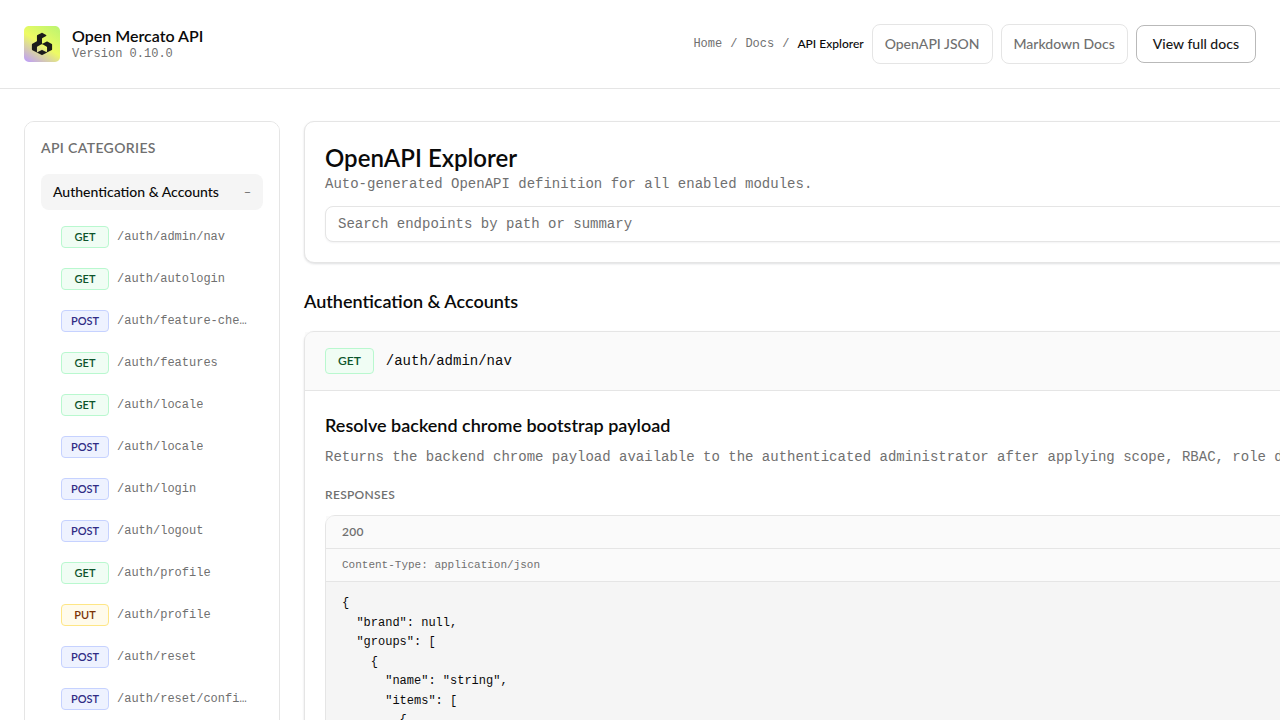 Open Mercato API
Version 0.10.0
Home / Docs / API Explorer
OpenAPI JSON
Markdown Docs
View full docs
API CATEGORIES
Authentication & Accounts −
GET /auth/admin/nav
GET /auth/autologin
POST /auth/feature-che…
GET /auth/features
GET /auth/locale
POST /auth/locale
POST /auth/login
POST /auth/logout
GET /auth/profile
PUT /auth/profile
POST /auth/reset
POST /auth/reset/confi…
OpenAPI Explorer
Auto-generated OpenAPI definition for all enabled modules.
Search endpoints by path or summary
Authentication & Accounts
GET /auth/admin/nav
Resolve backend chrome bootstrap payload
Returns the backend chrome payload available to the authenticated administrator after applying scope, RBAC, role
RESPONSES
200
Content-Type: application/json
{
"brand": null,
"groups": [
{
"name": "string",
"items": [
{